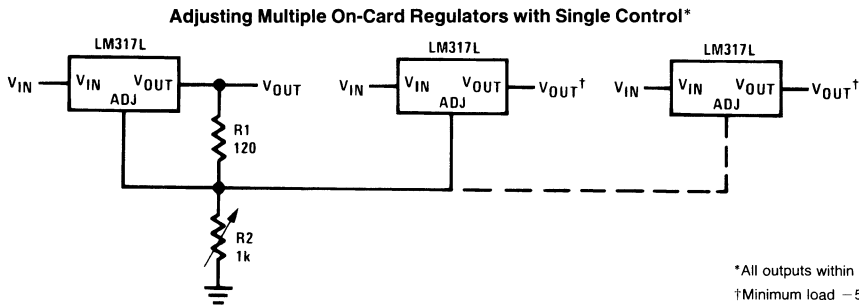 Adjusting Multiple On-Card Regulators with Single Control*
LM317L
LM317L
LM317L
VIN
VIN VOUT
ADJ
VOUT
VIN
VIN VOUT
ADJ
VOUT†
VIN
VIN VOUT
ADJ
VOUT†
R1
120
R2
1k
*All outputs within
†Minimum load −5